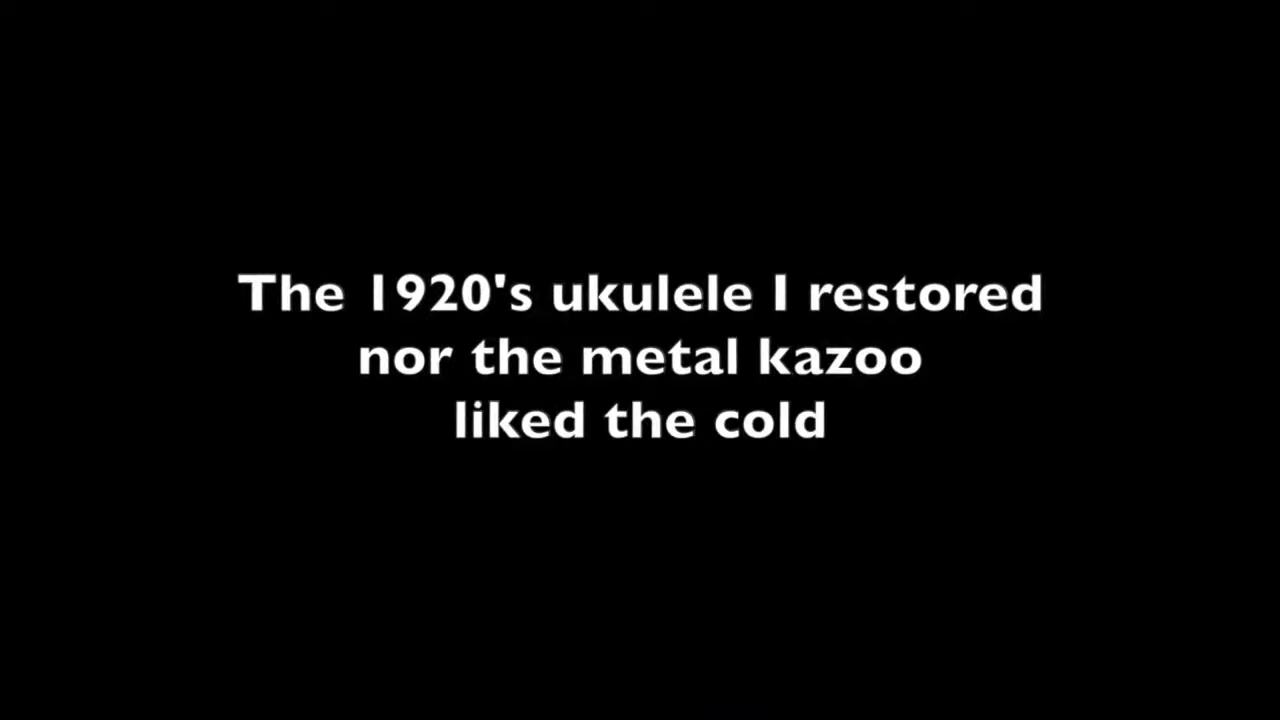 The 1920's ukulele I restored
nor the metal kazoo
liked the cold